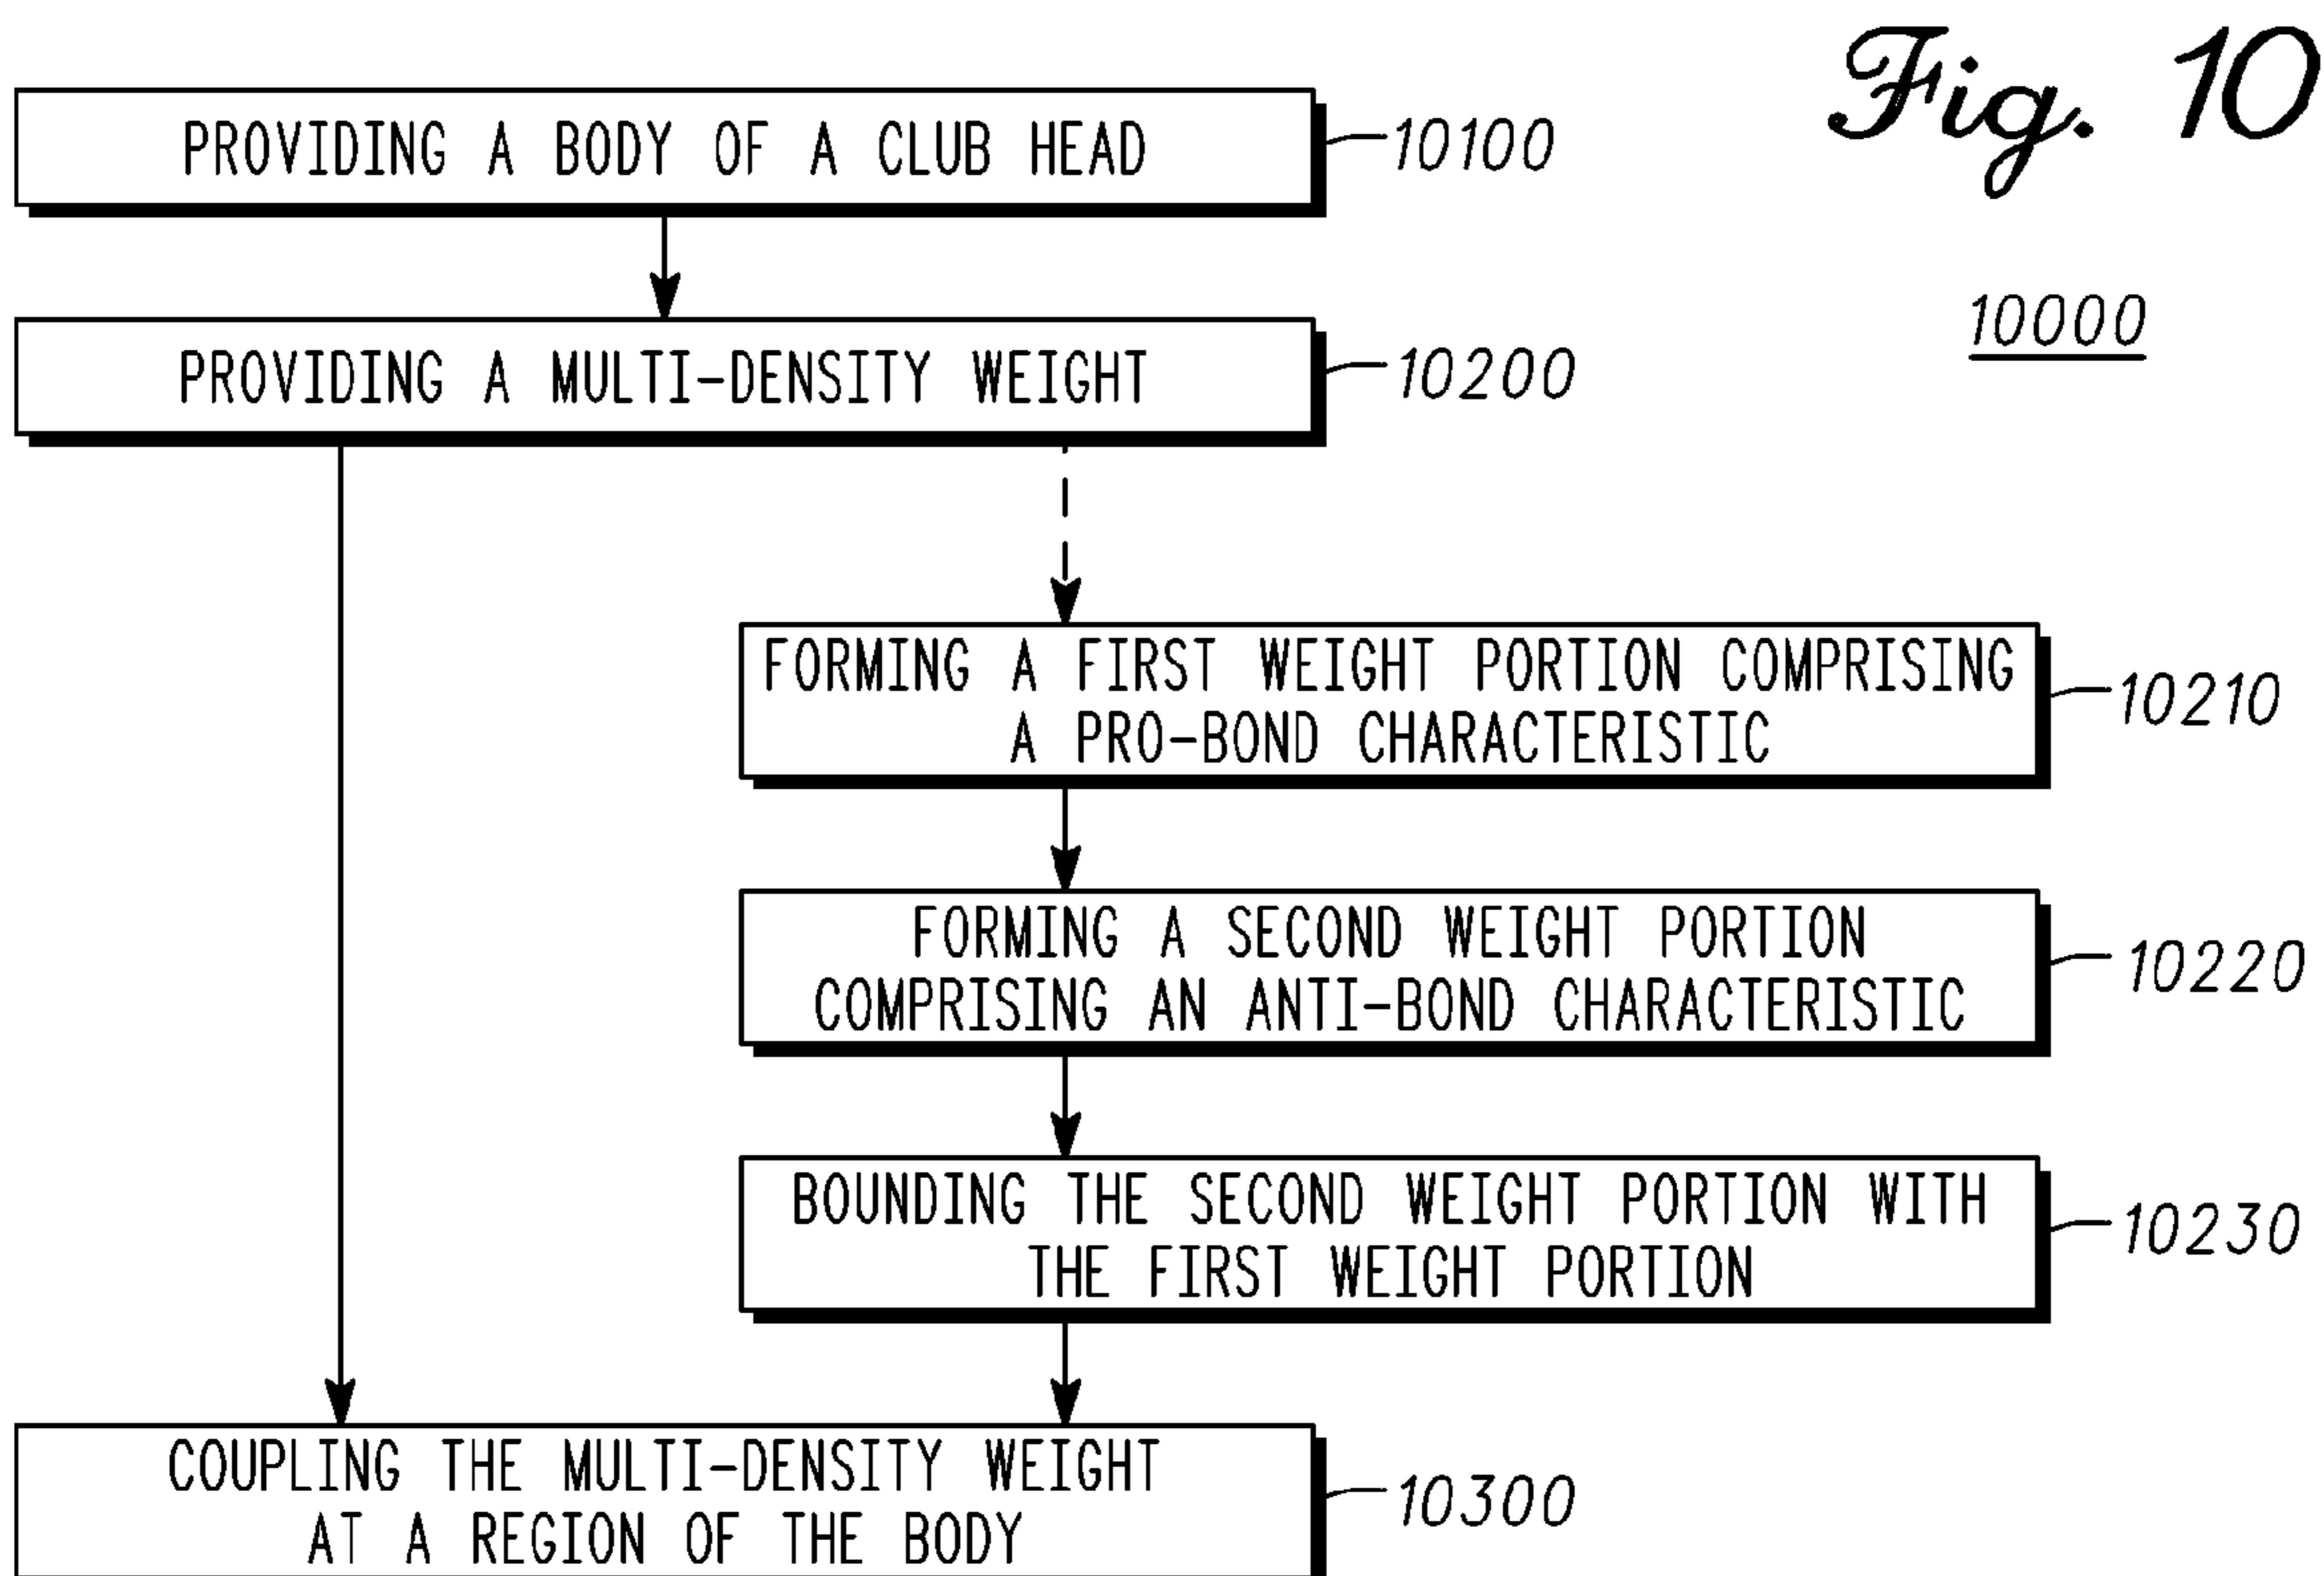 Fig. 10
PROVIDING A BODY OF A CLUB HEAD
10100
10000
PROVIDING A MULTI-DENSITY WEIGHT
10200
FORMING A FIRST WEIGHT PORTION COMPRISING
A PRO-BOND CHARACTERISTIC
10210
FORMING A SECOND WEIGHT PORTION
COMPRISING AN ANTI-BOND CHARACTERISTIC
10220
BOUNDING THE SECOND WEIGHT PORTION WITH
THE FIRST WEIGHT PORTION
10230
COUPLING THE MULTI-DENSITY WEIGHT
AT A REGION OF THE BODY
10300